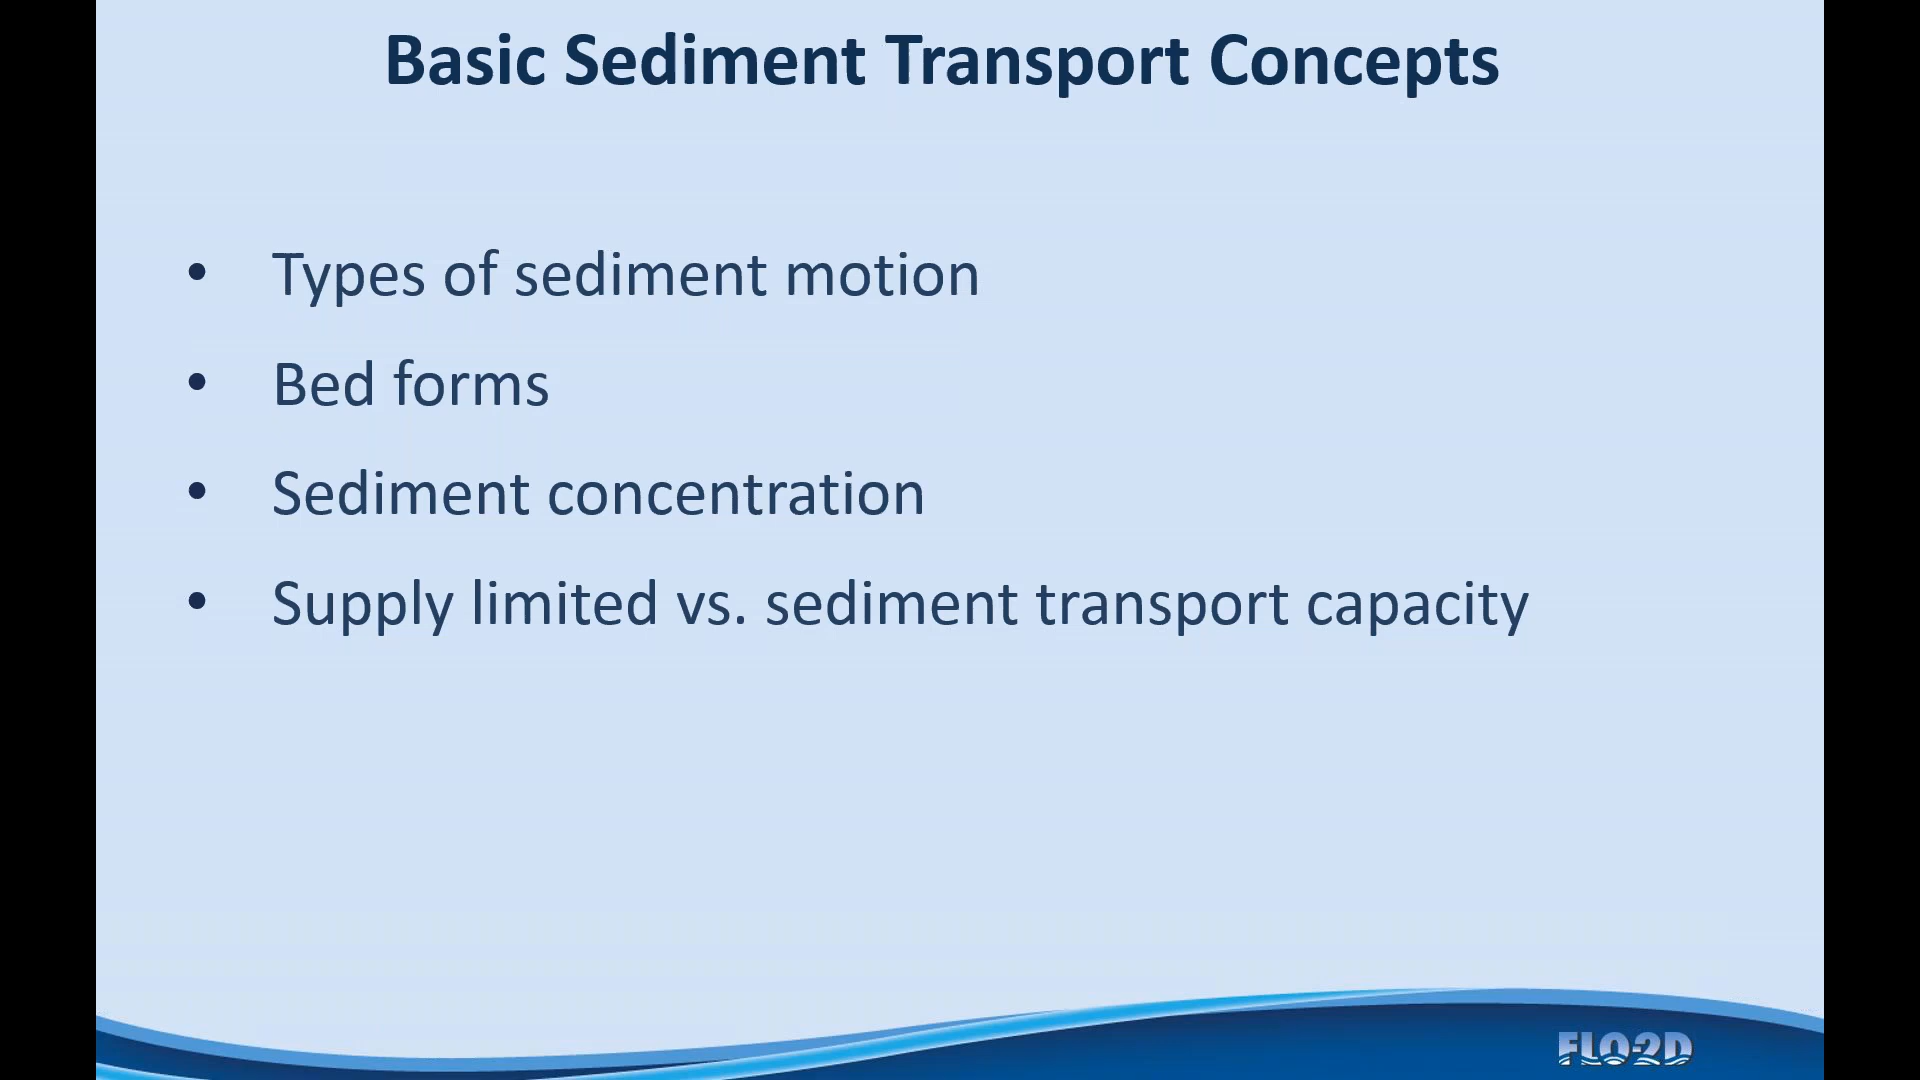 Basic Sediment Transport Concepts
• Types of sediment motion
• Bed forms
• Sediment concentration
• Supply limited vs. sediment transport capacity
FLO-2D